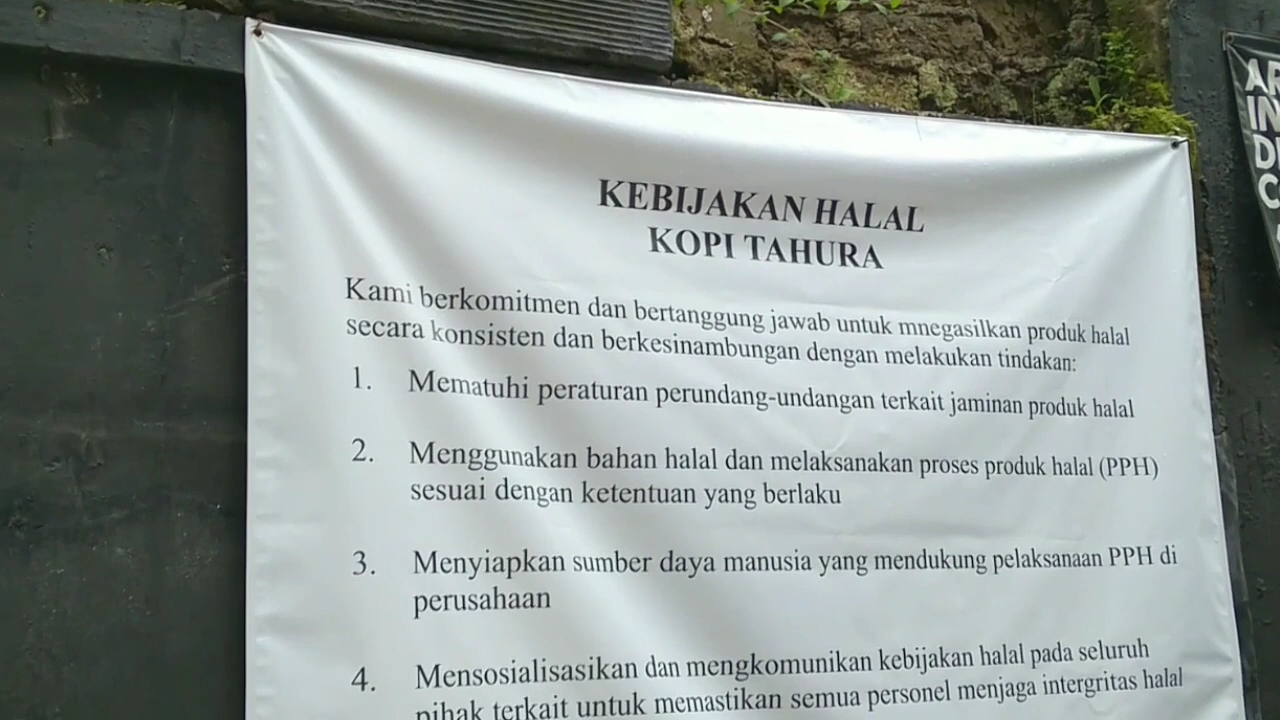 KEBIJAKAN HALAL
KOPI TAHURA
Kami berkomitmen dan bertanggung jawab untuk mnegasilkan produk halal
secara konsisten dan berkesinambungan dengan melakukan tindakan:
1. Mematuhi peraturan perundang-undangan terkait jaminan produk halal
2. Menggunakan bahan halal dan melaksanakan proses produk halal (PPH)
sesuai dengan ketentuan yang berlaku
3. Menyiapkan sumber daya manusia yang mendukung pelaksanaan PPH di
perusahaan
4. Mensosialisasikan dan mengkomunikan kebijakan halal pada seluruh
pihak terkait untuk memastikan semua personel menjaga intergritas halal